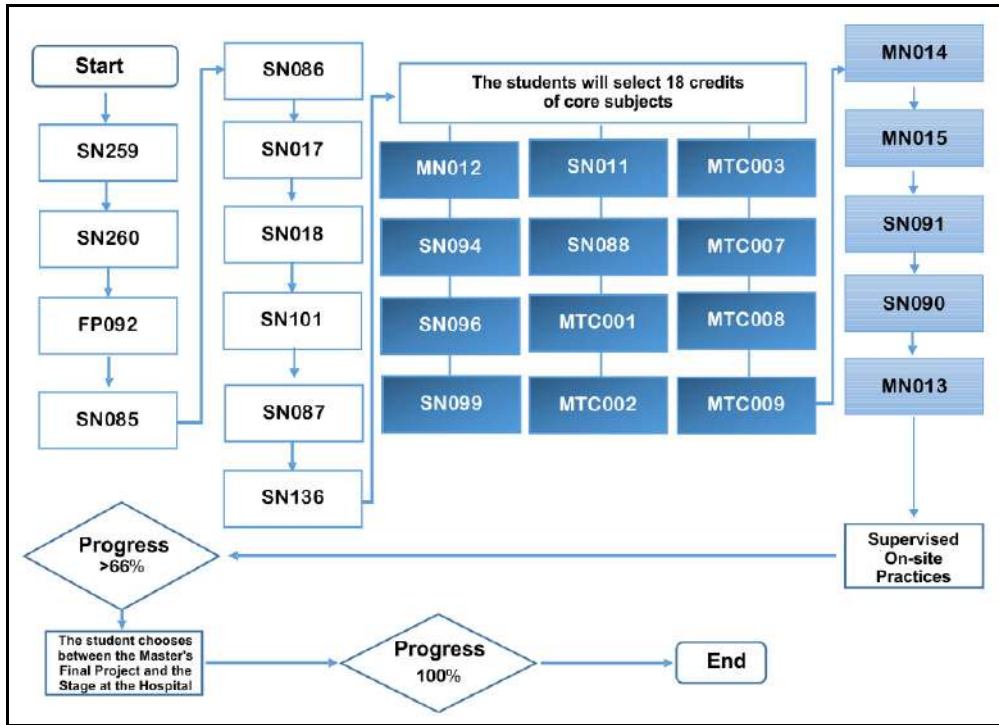 Start
SN259
SN260
FP092
SN085
SN086
SN017
SN018
SN101
SN087
SN136
The students will select 18 credits
of core subjects
MN012
SN094
SN096
SN099
SN011
SN088
MTC001
MTC002
MTC003
MTC007
MTC008
MTC009
MN014
MN015
SN091
SN090
MN013
Supervised
On-site
Practices
Progress
>66%
The student chooses
between the Master's
Final Project and the
Stage at the Hospital
Progress
100%
End